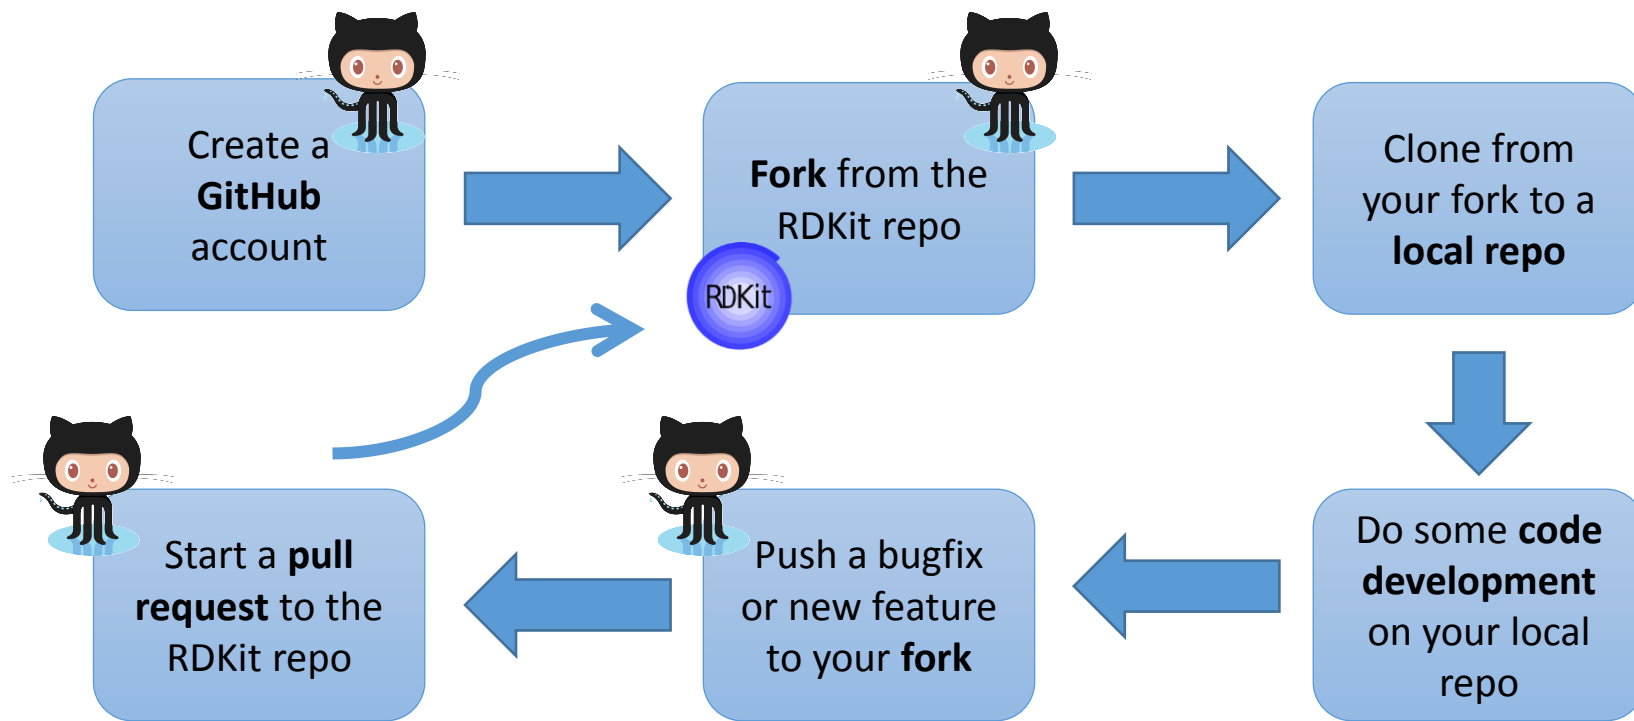 Create a
GitHub
account
Fork from the
RDKit repo
RDKit
Clone from
your fork to a
local repo
Do some code
development
on your local
repo
Push a bugfix
or new feature
to your fork
Start a pull
request to the
RDKit repo